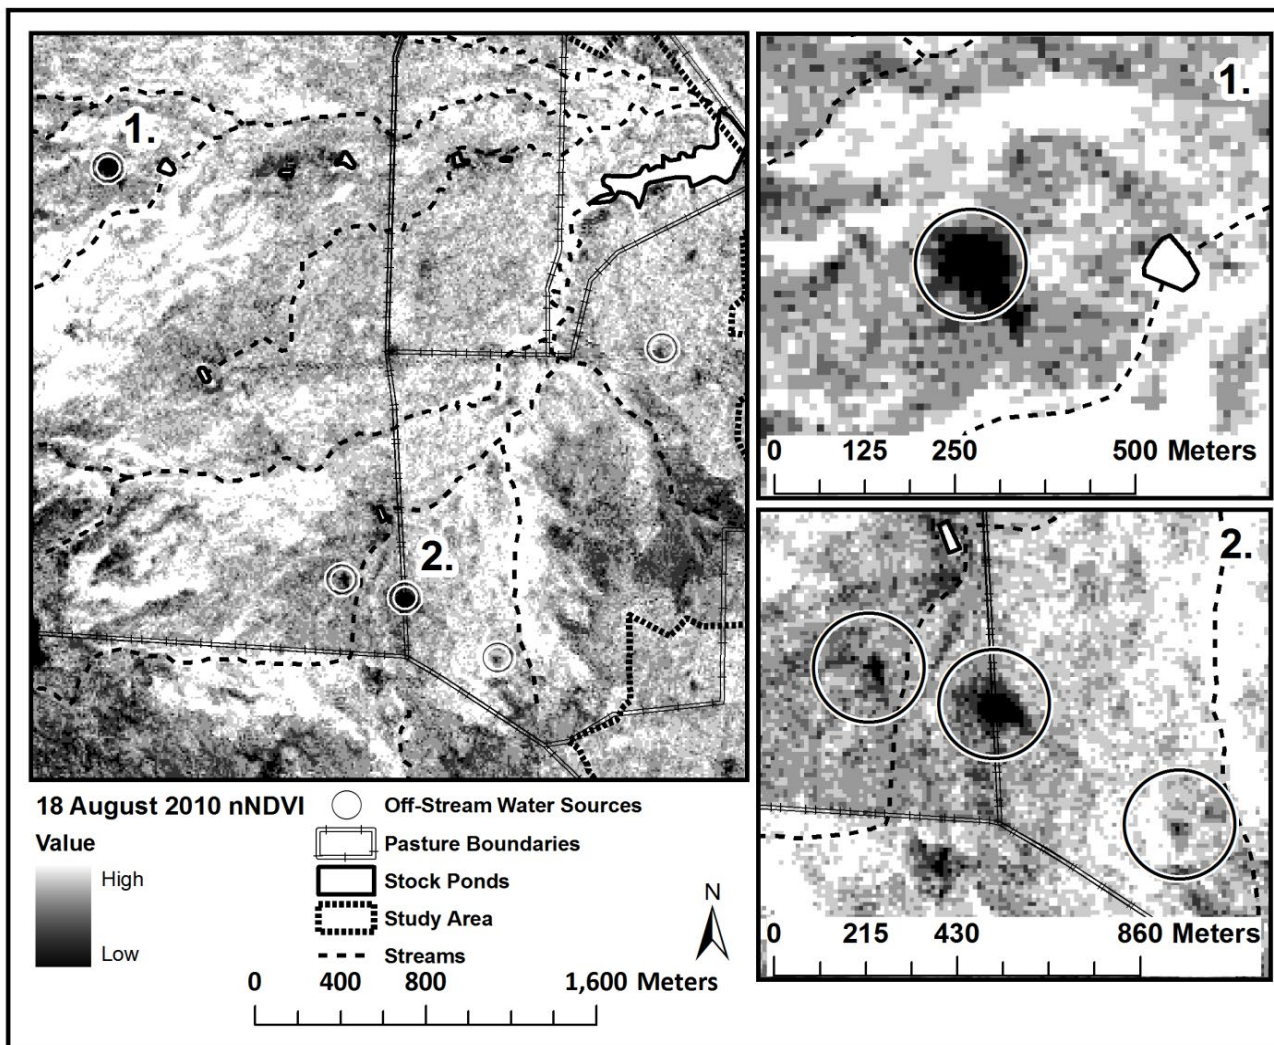 1.
2.
1.
0 125 250 500 Meters
2.
0 215 430 860 Meters
18 August 2010 nNDVI
Value
High
Low
Off-Stream Water Sources
Pasture Boundaries
Stock Ponds
Study Area
Streams
N
0 400 800 1,600 Meters